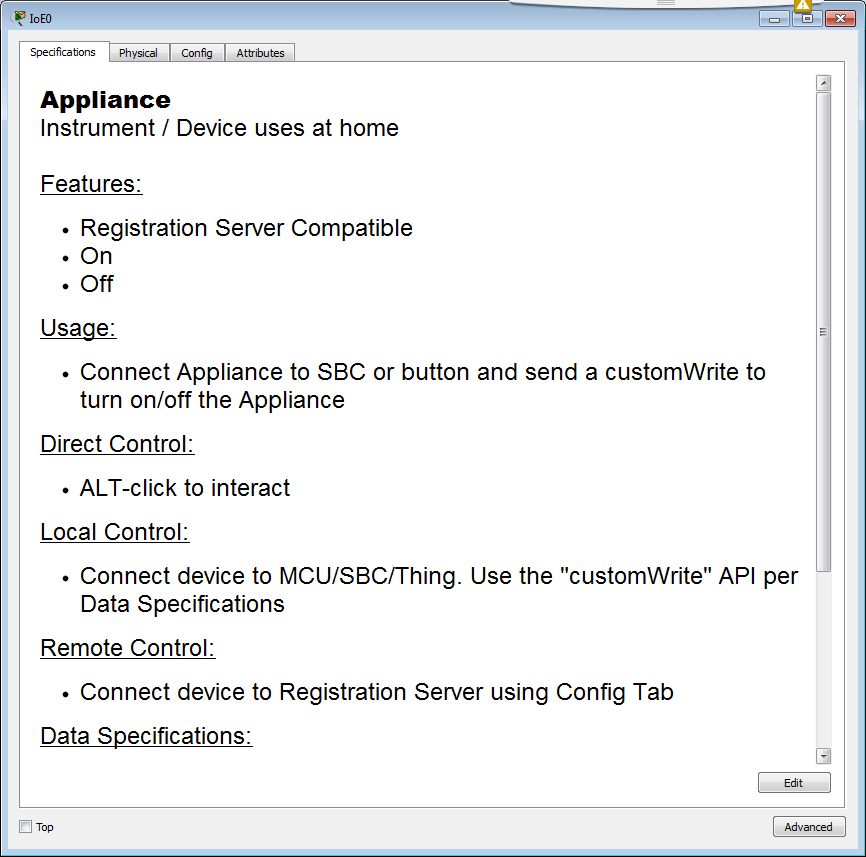 IoE0
Specifications Physical Config Attributes
Appliance
Instrument / Device uses at home
Features:
Registration Server Compatible
On
Off
Usage:
Connect Appliance to SBC or button and send a customWrite to
turn on/off the Appliance
Direct Control:
ALT-click to interact
Local Control:
Connect device to MCU/SBC/Thing. Use the "customWrite" API per
Data Specifications
Remote Control:
Connect device to Registration Server using Config Tab
Data Specifications:
Edit
Top
Advanced